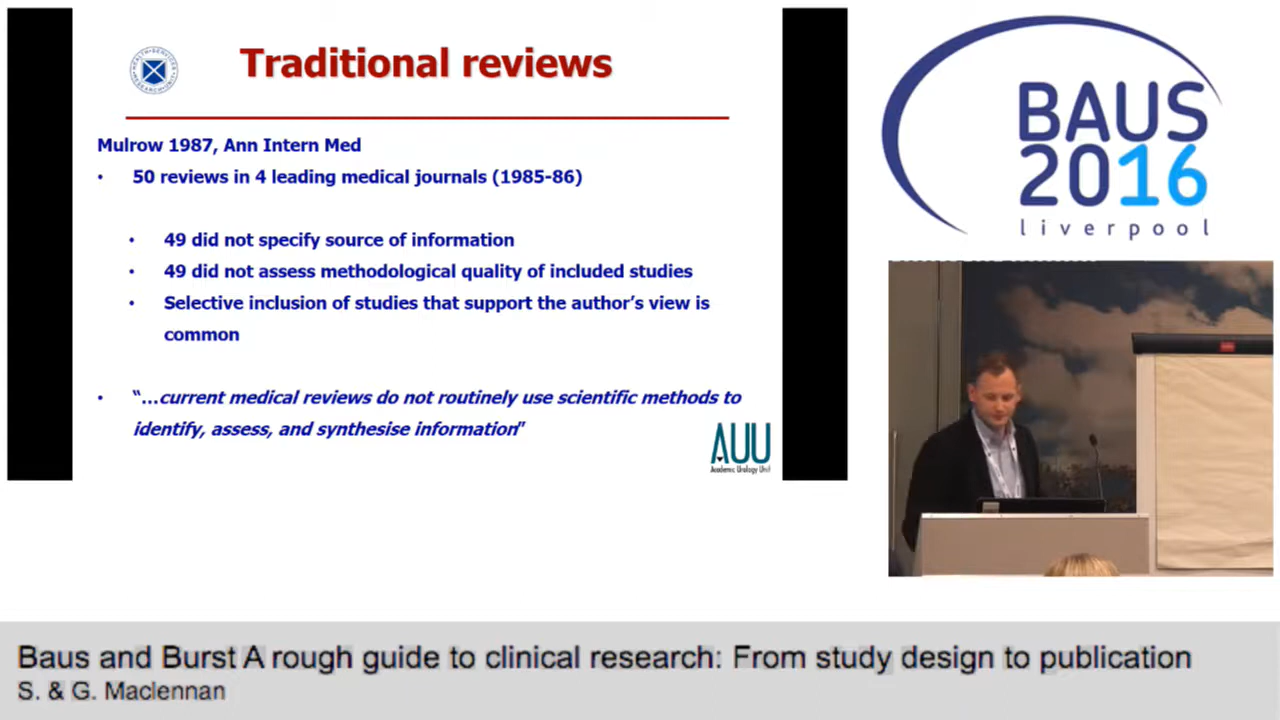 Traditional reviews
Mulrow 1987, Ann Intern Med
• 50 reviews in 4 leading medical journals (1985-86)
• 49 did not specify source of information
• 49 did not assess methodological quality of included studies
• Selective inclusion of studies that support the author’s view is
common
• “…current medical reviews do not routinely use scientific methods to
identify, assess, and synthesise information”
AUU
Academic Urology Unit
BAUS
2016
liverpool
Baus and Burst A rough guide to clinical research: From study design to publication
S. & G. Maclennan